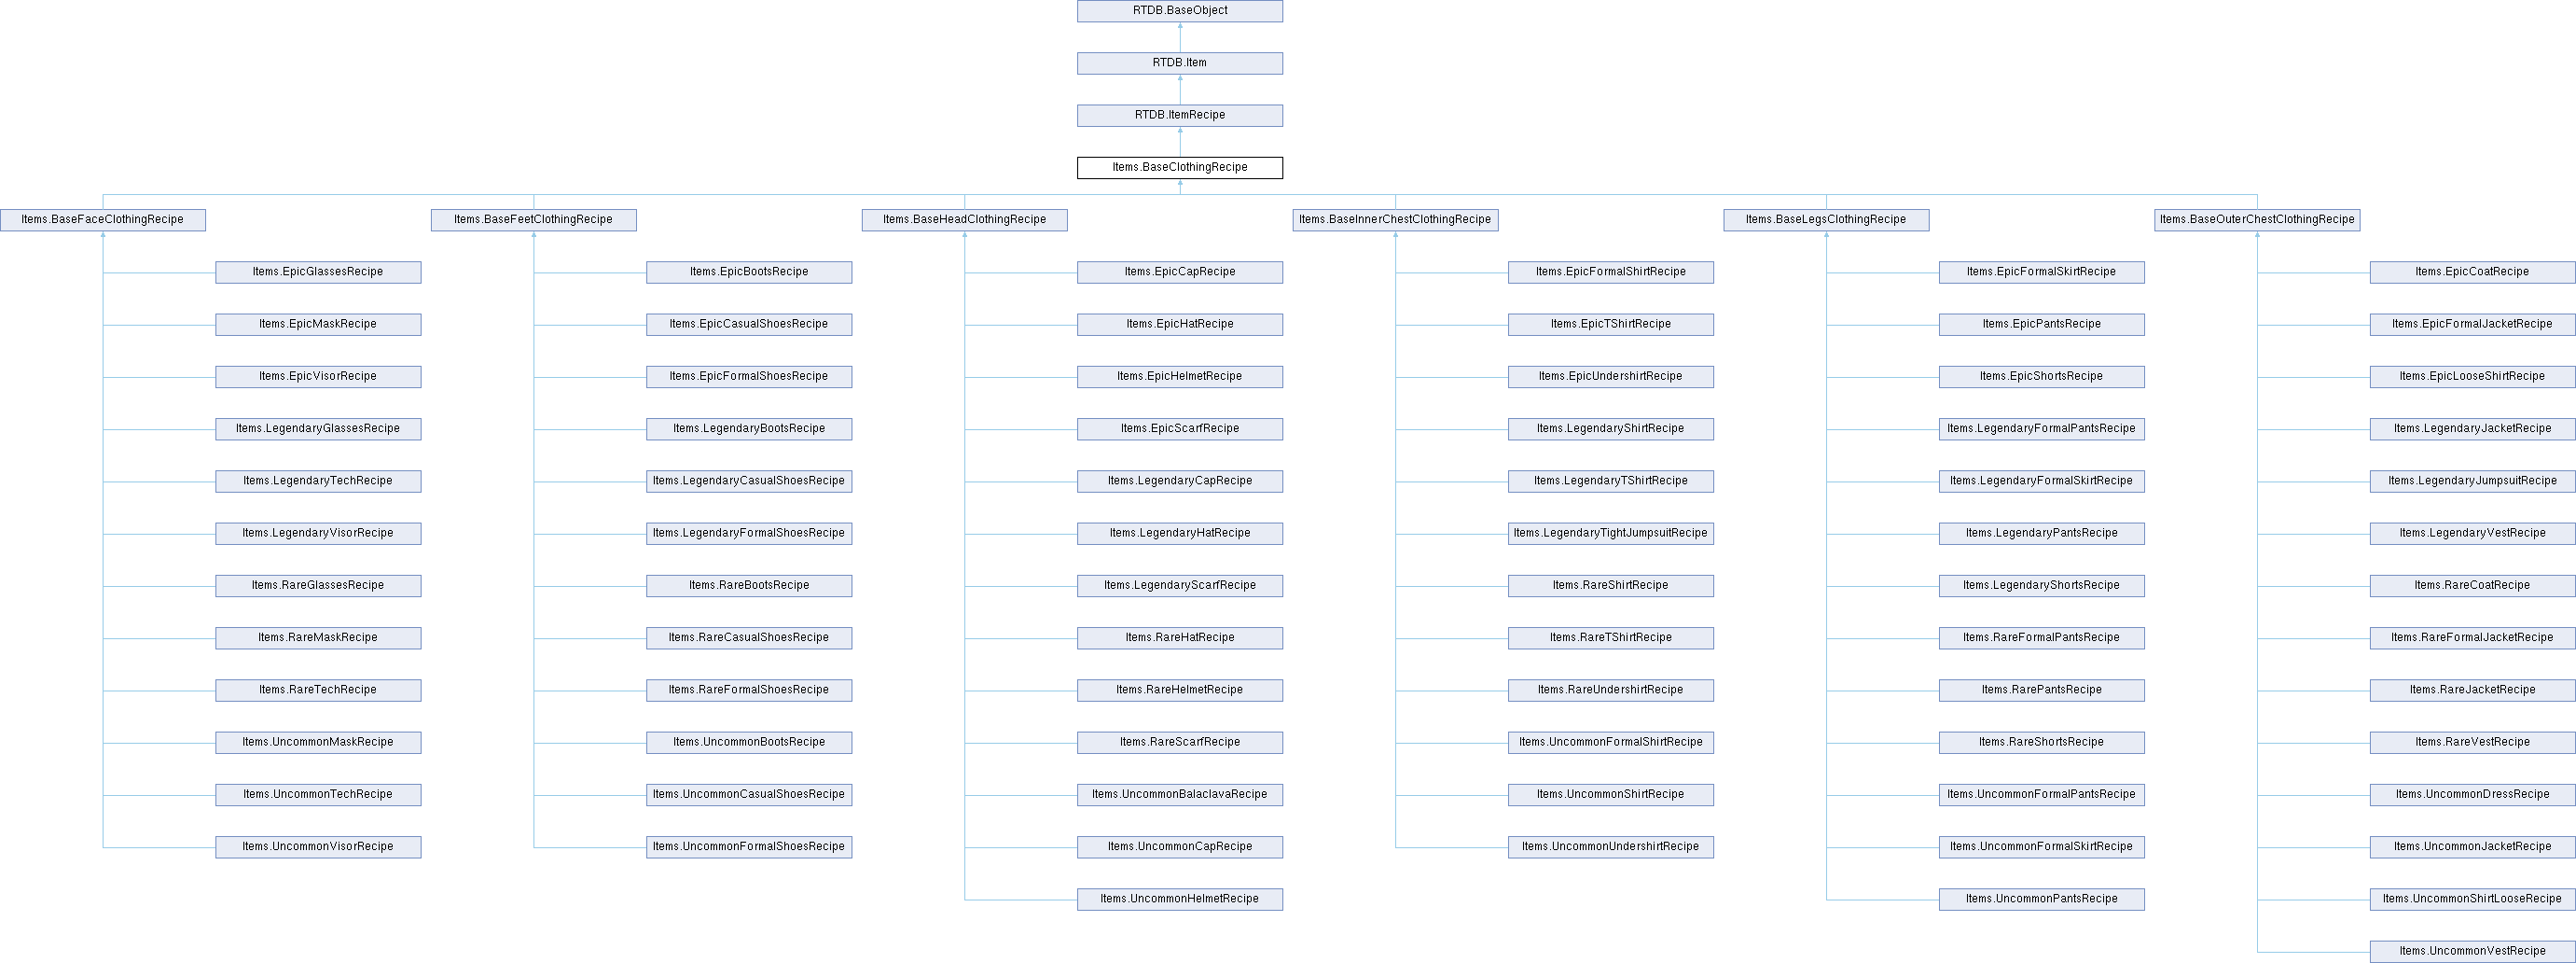 RTDB.BaseObject
RTDB.Item
RTDB.ItemRecipe
Items.BaseClothingRecipe
Items.BaseFaceClothingRecipe
Items.BaseFeetClothingRecipe
Items.BaseHeadClothingRecipe
Items.BaseInnerChestClothingRecipe
Items.BaseLegsClothingRecipe
Items.BaseOuterChestClothingRecipe
Items.EpicGlassesRecipe
Items.EpicBootsRecipe
Items.EpicCapRecipe
Items.EpicFormalShirtRecipe
Items.EpicFormalSkirtRecipe
Items.EpicCoatRecipe
Items.EpicMaskRecipe
Items.EpicCasualShoesRecipe
Items.EpicHatRecipe
Items.EpicTShirtRecipe
Items.EpicPantsRecipe
Items.EpicFormalJacketRecipe
Items.EpicVisorRecipe
Items.EpicFormalShoesRecipe
Items.EpicHelmetRecipe
Items.EpicUndershirtRecipe
Items.EpicShortsRecipe
Items.EpicLooseShirtRecipe
Items.LegendaryGlassesRecipe
Items.LegendaryBootsRecipe
Items.EpicScarfRecipe
Items.LegendaryShirtRecipe
Items.LegendaryFormalPantsRecipe
Items.LegendaryJacketRecipe
Items.LegendaryTechRecipe
Items.LegendaryCasualShoesRecipe
Items.LegendaryCapRecipe
Items.LegendaryTShirtRecipe
Items.LegendaryFormalSkirtRecipe
Items.LegendaryJumpsuitRecipe
Items.LegendaryVisorRecipe
Items.LegendaryFormalShoesRecipe
Items.LegendaryHatRecipe
Items.LegendaryTightJumpsuitRecipe
Items.LegendaryPantsRecipe
Items.LegendaryVestRecipe
Items.RareGlassesRecipe
Items.RareBootsRecipe
Items.LegendaryScarfRecipe
Items.RareShirtRecipe
Items.LegendaryShortsRecipe
Items.RareCoatRecipe
Items.RareMaskRecipe
Items.RareCasualShoesRecipe
Items.RareHatRecipe
Items.RareTShirtRecipe
Items.RareFormalPantsRecipe
Items.RareFormalJacketRecipe
Items.RareTechRecipe
Items.RareFormalShoesRecipe
Items.RareHelmetRecipe
Items.RareUndershirtRecipe
Items.RarePantsRecipe
Items.RareJacketRecipe
Items.UncommonMaskRecipe
Items.UncommonBootsRecipe
Items.RareScarfRecipe
Items.UncommonFormalShirtRecipe
Items.RareShortsRecipe
Items.RareVestRecipe
Items.UncommonTechRecipe
Items.UncommonCasualShoesRecipe
Items.UncommonBalaclavaRecipe
Items.UncommonShirtRecipe
Items.UncommonFormalPantsRecipe
Items.UncommonDressRecipe
Items.UncommonVisorRecipe
Items.UncommonFormalShoesRecipe
Items.UncommonCapRecipe
Items.UncommonUndershirtRecipe
Items.UncommonFormalSkirtRecipe
Items.UncommonJacketRecipe
Items.UncommonHelmetRecipe
Items.UncommonPantsRecipe
Items.UncommonShirtLooseRecipe
Items.UncommonVestRecipe